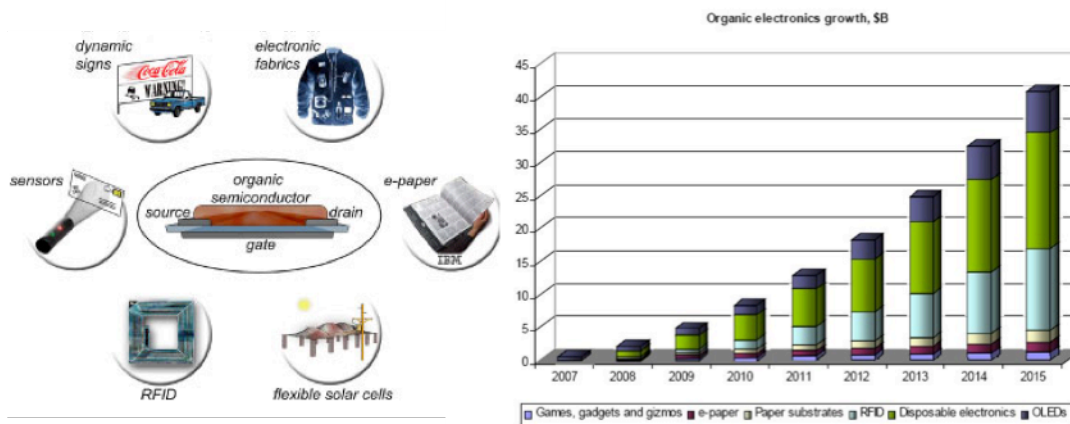 dynamic
signs
Coca Cola
WARNING!
electronic
fabrics
sensors
organic
semiconductor
source
drain
gate
e-paper
IBM
RFID
flexible solar cells
Organic electronics growth, $B
45
40
35
30
25
20
15
10
5
0
2007 2008 2009 2010 2011 2012 2013 2014 2015
Games, gadgets and gizmos e-paper Paper substrates RFID Disposable electronics OLEDs